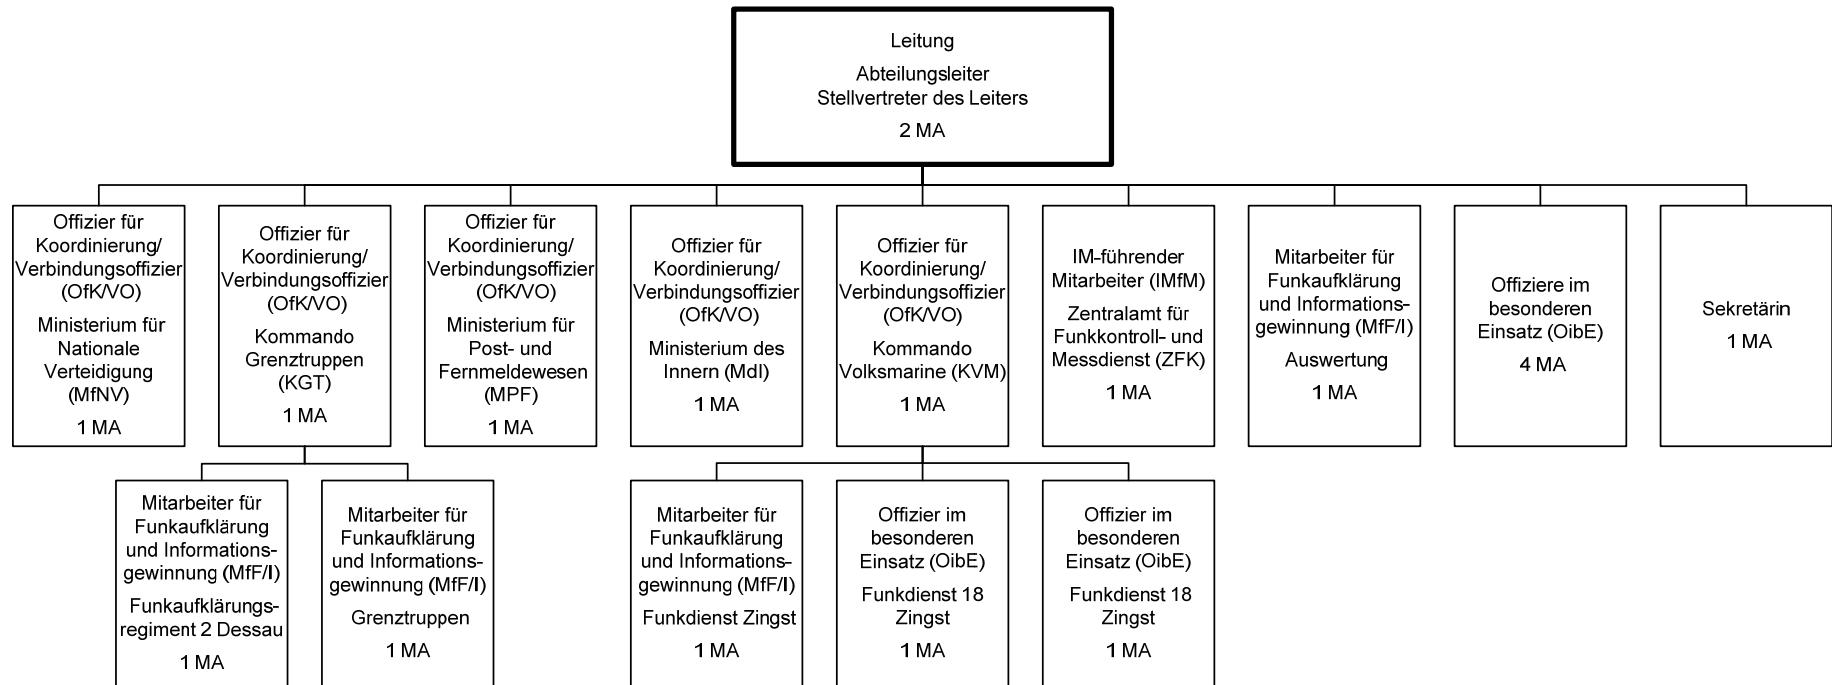 Leitung
Abteilungsleiter
Stellvertreter des Leiters
2 MA
Offizier für
Koordinierung/
Verbindungsoffizier
(OfK/VO)
Ministerium für
Nationale
Verteidigung
(MfNV)
1 MA
Offizier für
Koordinierung/
Verbindungsoffizier
(OfK/VO)
Kommando
Grenztruppen
(KGT)
1 MA
Offizier für
Koordinierung/
Verbindungsoffizier
(OfK/VO)
Ministerium für
Post- und
Fernmeldewesen
(MPF)
1 MA
Offizier für
Koordinierung/
Verbindungsoffizier
(OfK/VO)
Ministerium des
Innern (MdI)
1 MA
Offizier für
Koordinierung/
Verbindungsoffizier
(OfK/VO)
Kommando
Volksmarine (KVM)
1 MA
IM-führender
Mitarbeiter (IMfM)
Zentralamt für
Funkkontroll- und
Messdienst (ZFK)
1 MA
Mitarbeiter für
Funkaufklärung
und Informations-
gewinnung (MfF/I)
Auswertung
1 MA
Offiziere im
besonderen
Einsatz (OibE)
4 MA
Sekretärin
1 MA
Mitarbeiter für
Funkaufklärung
und Informations-
gewinnung (MfF/I)
Funkaufklärungs-
regiment 2 Dessau
1 MA
Mitarbeiter für
Funkaufklärung
und Informations-
gewinnung (MfF/I)
Grenztruppen
1 MA
Mitarbeiter für
Funkaufklärung
und Informations-
gewinnung (MfF/I)
Funkdienst Zingst
1 MA
Offizier im
besonderen
Einsatz (OibE)
Funkdienst 18
Zingst
1 MA
Offizier im
besonderen
Einsatz (OibE)
Funkdienst 18
Zingst
1 MA